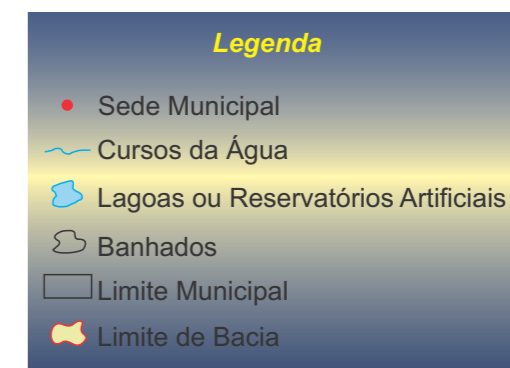 Legenda
Sede Municipal
Cursos da Água
Lagoas ou Reservatórios Artificiais
Banhados
Limite Municipal
Limite de Bacia